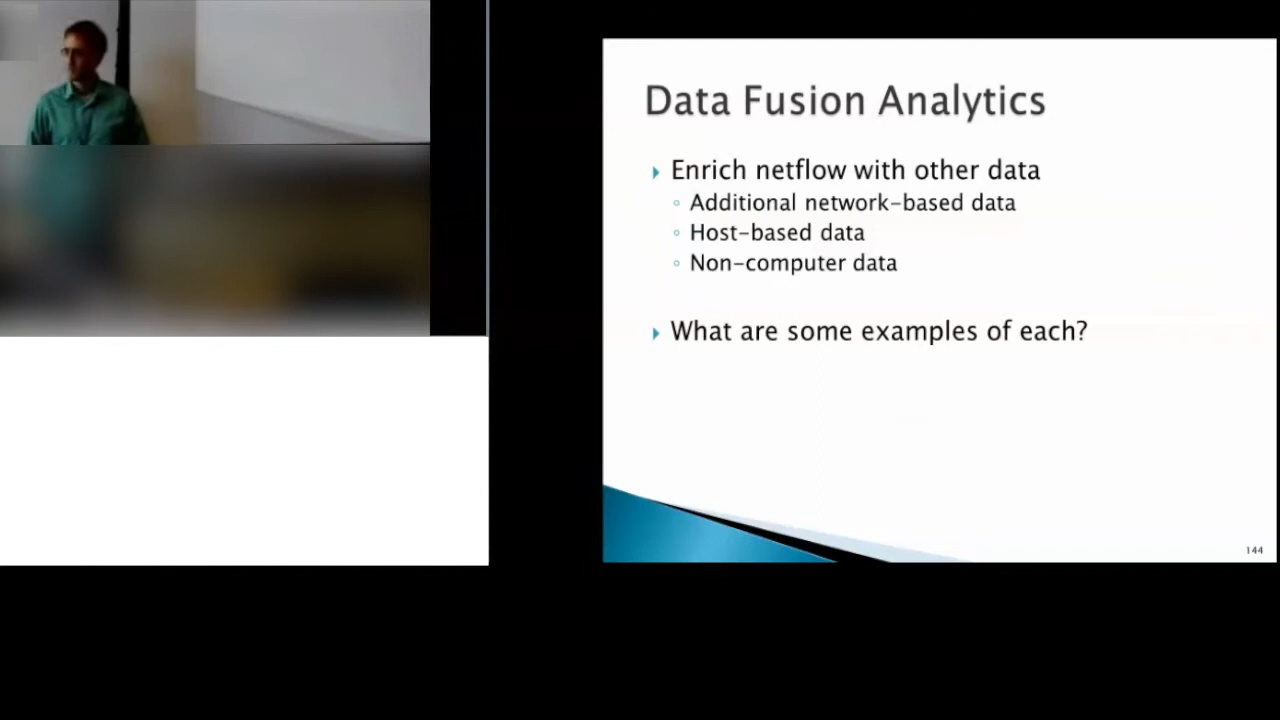 Data Fusion Analytics
Enrich netflow with other data
Additional network-based data
Host-based data
Non-computer data
What are some examples of each?
144